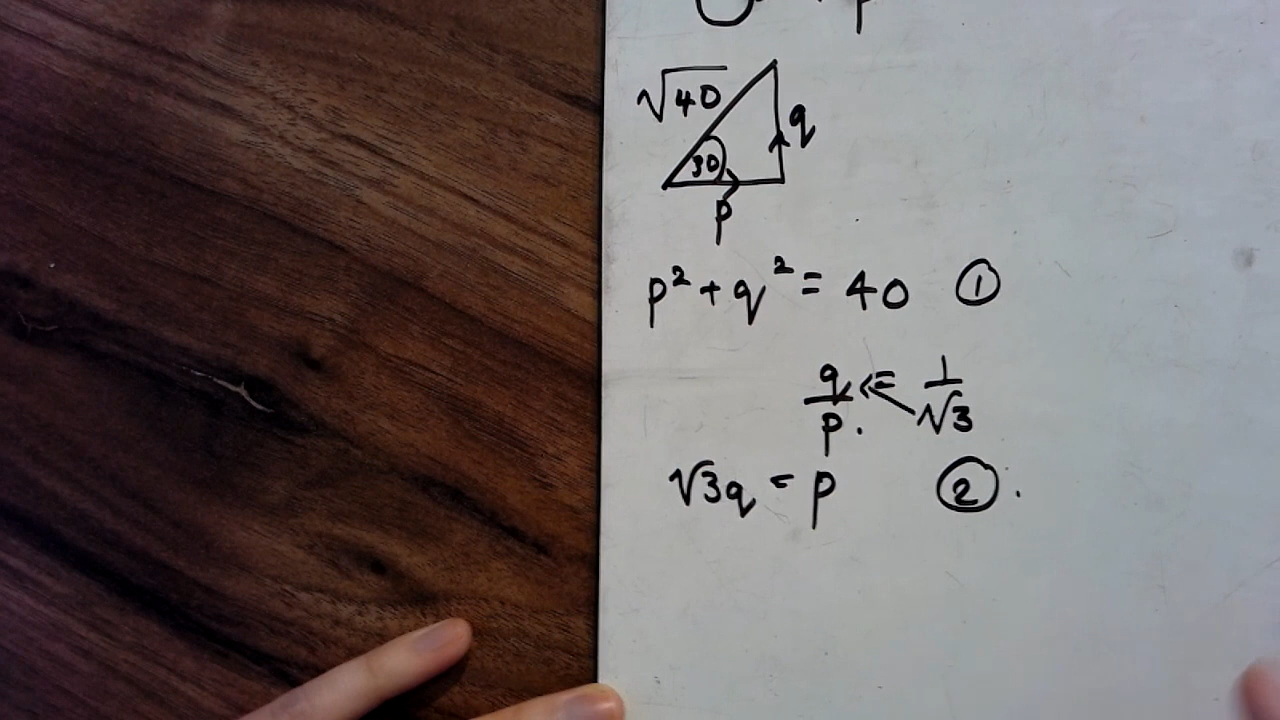 √40
q
30
p
p² + q² = 40 ①
q/p = 1/√3
√3q = p ②.